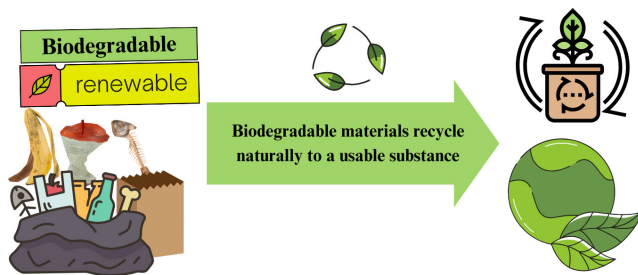 Biodegradable
renewable
Biodegradable materials recycle
naturally to a usable substance